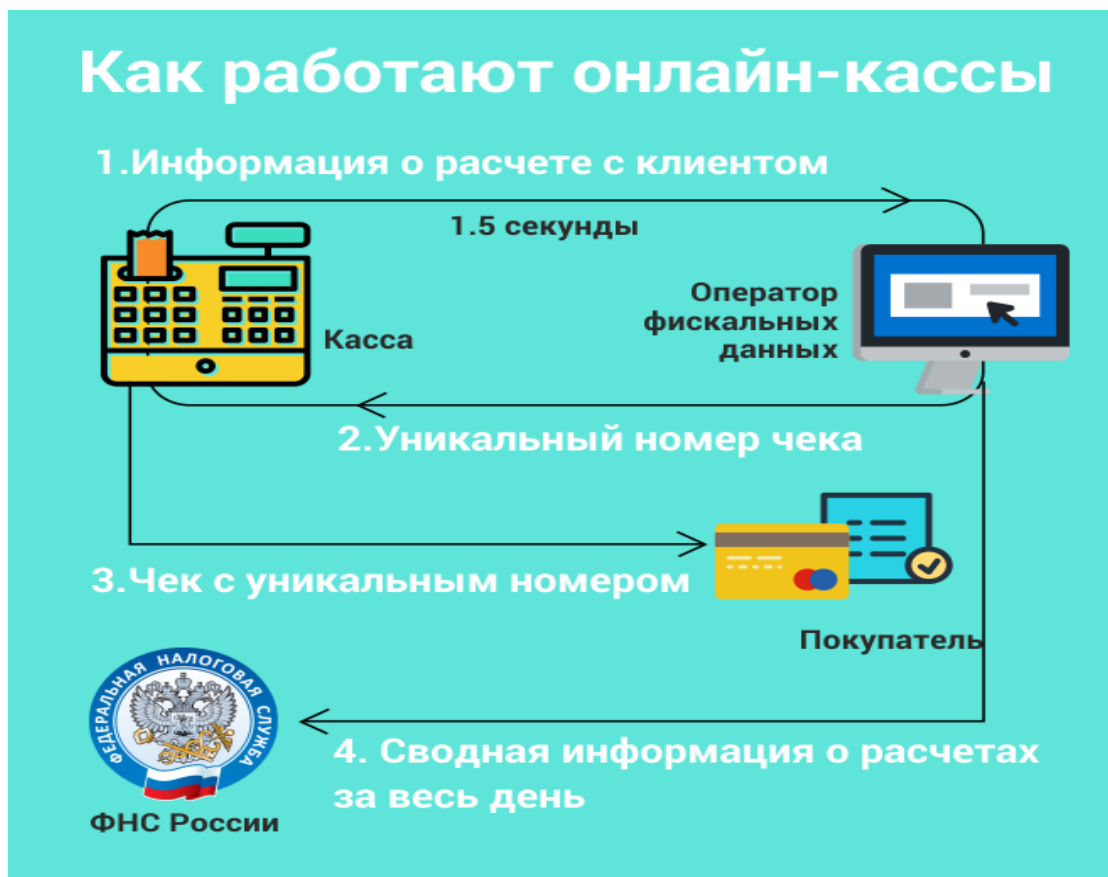 Как работают онлайн-кассы
1.Информация о расчете с клиентом
1.5 секунды
Касса
Оператор
фискальных
данных
2.Уникальный номер чека
3.Чек с уникальным номером
Покупатель
ФЕДЕРАЛЬНАЯ НАЛОГОВАЯ СЛУЖБА
ФНС России
4. Сводная информация о расчетах
за весь день